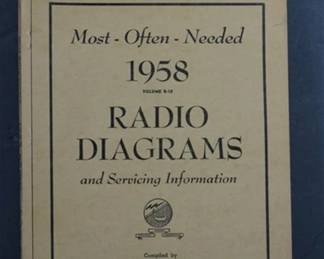 Most - Often - Needed
1958
VOLUME R-18
RADIO
DIAGRAMS
and Servicing Information
Compiled by